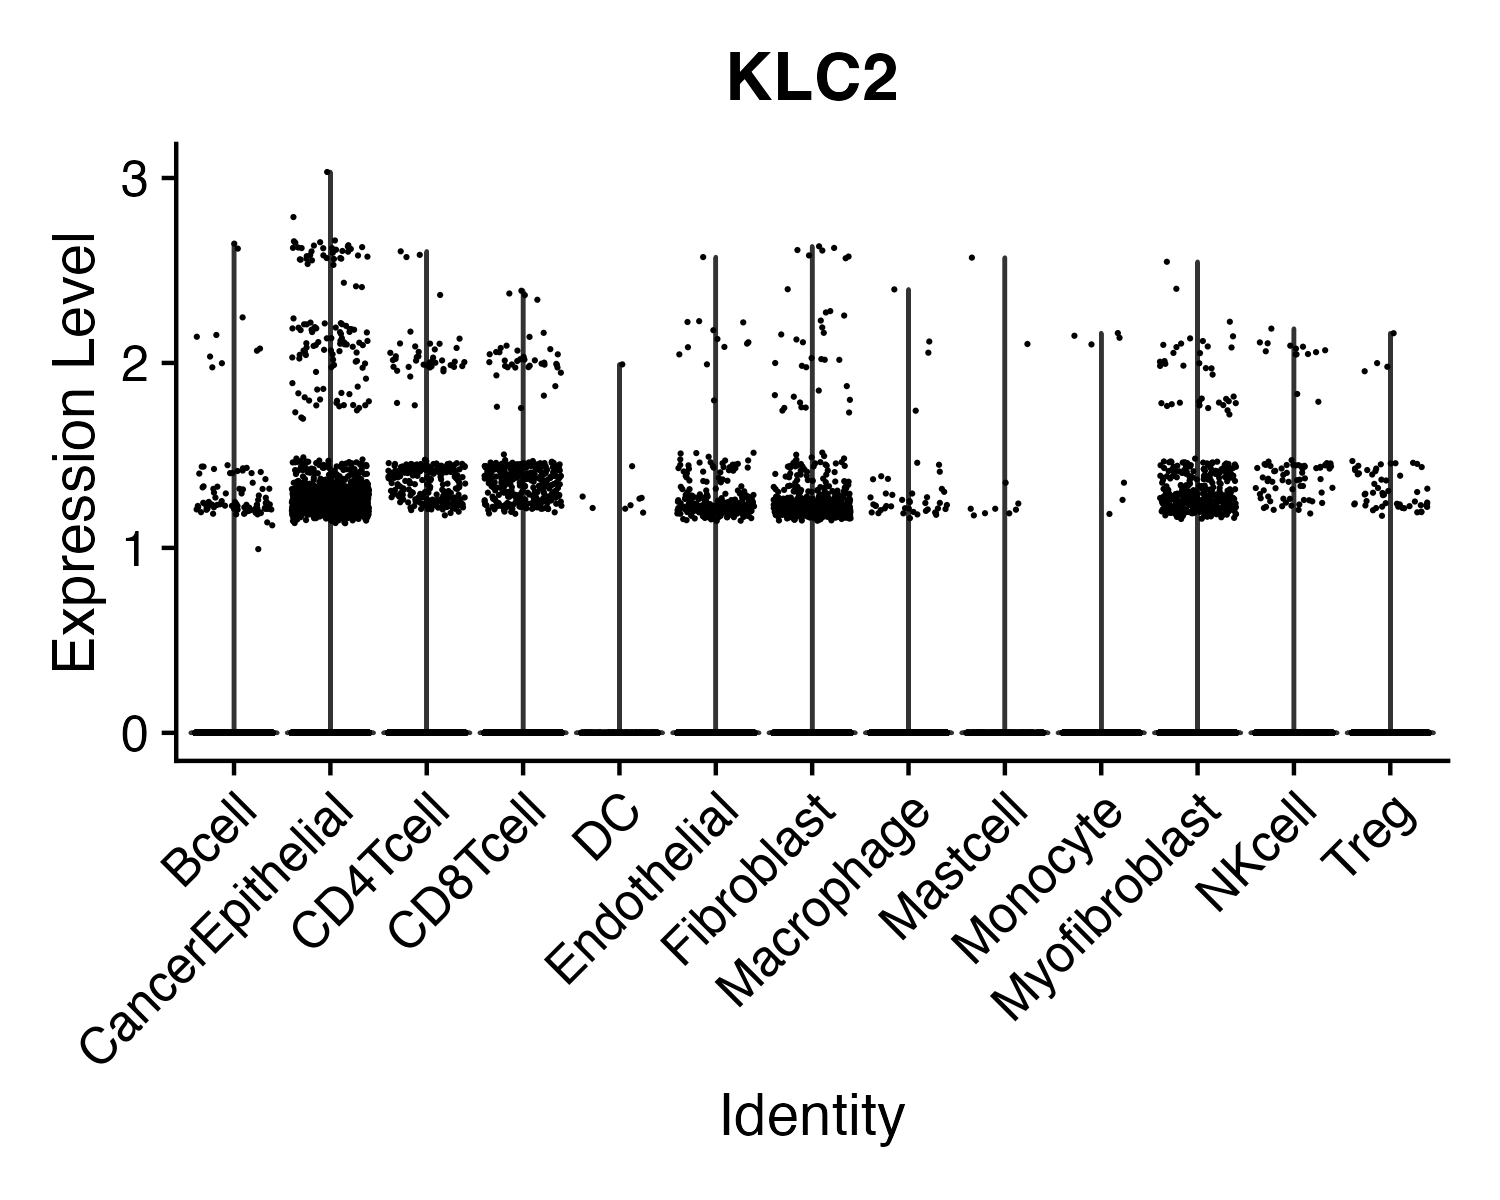 KLC2
Expression Level
3
2
1
0
Bcell
CancerEpithelial
CD4Tcell
CD8Tcell
DC
Endothelial
Fibroblast
Macrophage
Mastcell
Monocyte
Myofibroblast
NKcell
Treg
Identity